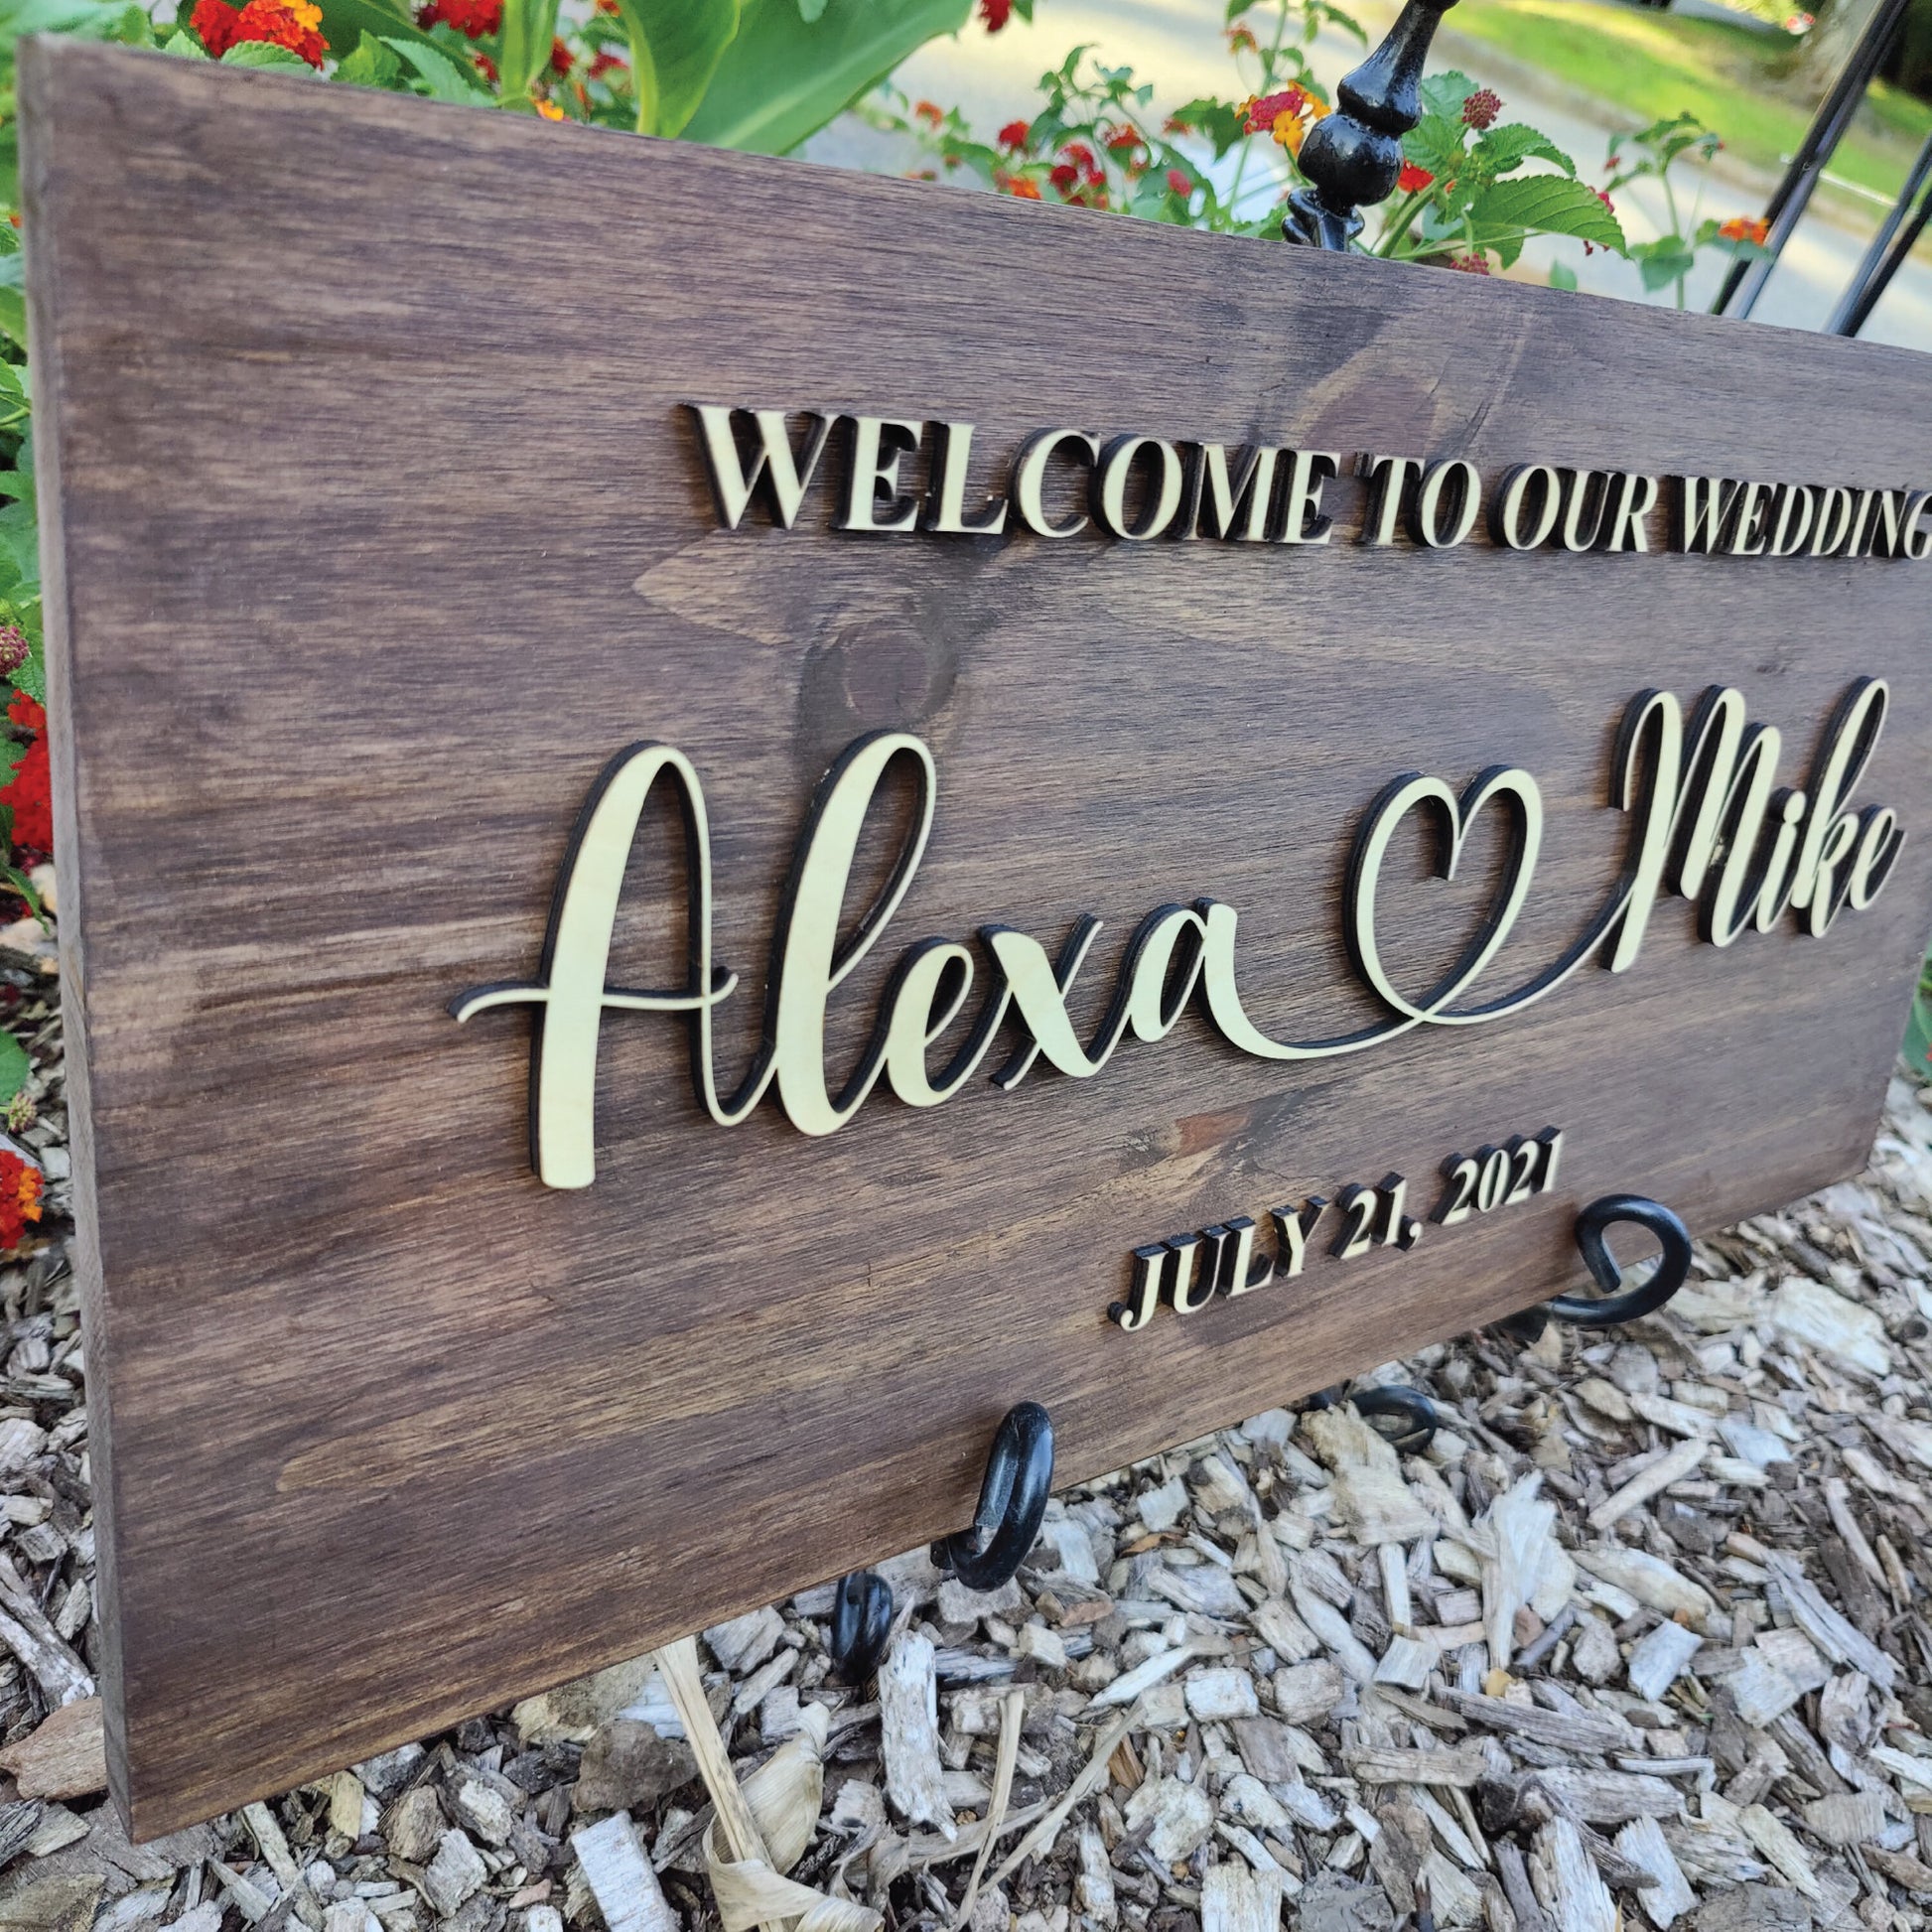 WELCOME TO OUR WEDDING
Alexa Mike
JULY 21, 2021